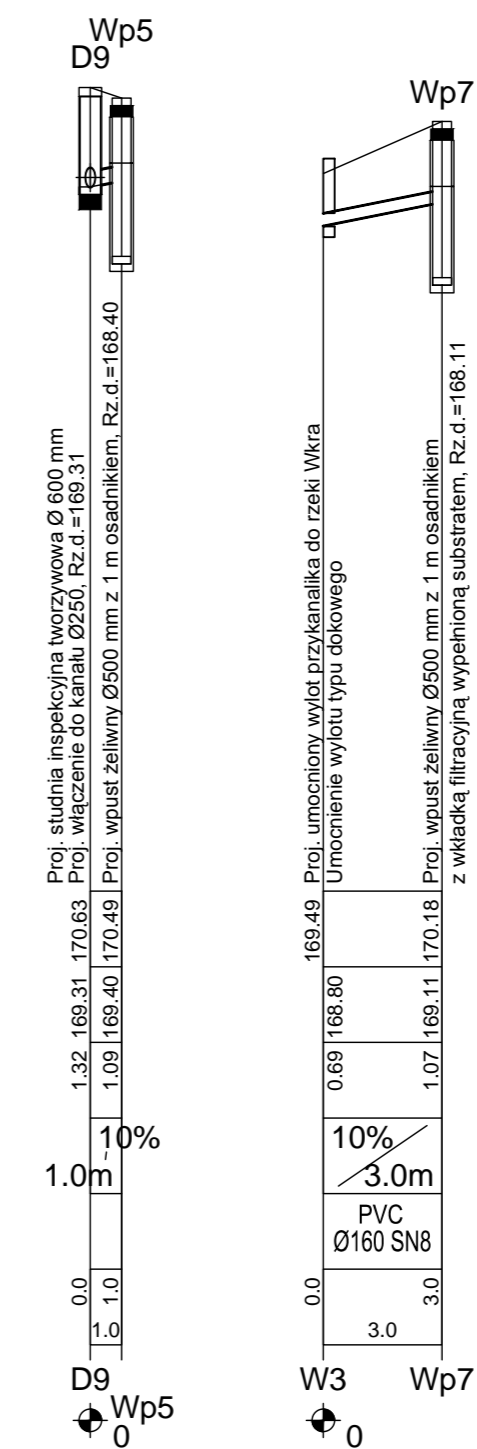 Wp5
D9
Wp7
Proj. studnia inspekcyjna tworzywowa Ø 600 mm
Proj. włączenie do kanału Ø250, Rz.d.=169.31
Proj. wpust żeliwny Ø500 mm z 1 m osadnikiem, Rz.d.=168.40
Proj. umocniony wylot przykanalika do rzeki Wkra
Umocnienie wylotu typu dokowego
Proj. wpust żeliwny Ø500 mm z 1 m osadnikiem
z wkładką filtracyjną wypełnioną substratem, Rz.d.=168.11
170.63 170.49 169.49 170.18
169.31 169.40 168.80 169.11
1.32 1.09 0.69 1.07
10% 10%
1.0m 3.0m
PVC
Ø160 SN8
0.0 1.0 0.0 3.0
1.0 3.0
D9 W3 Wp7
Wp5
0 0